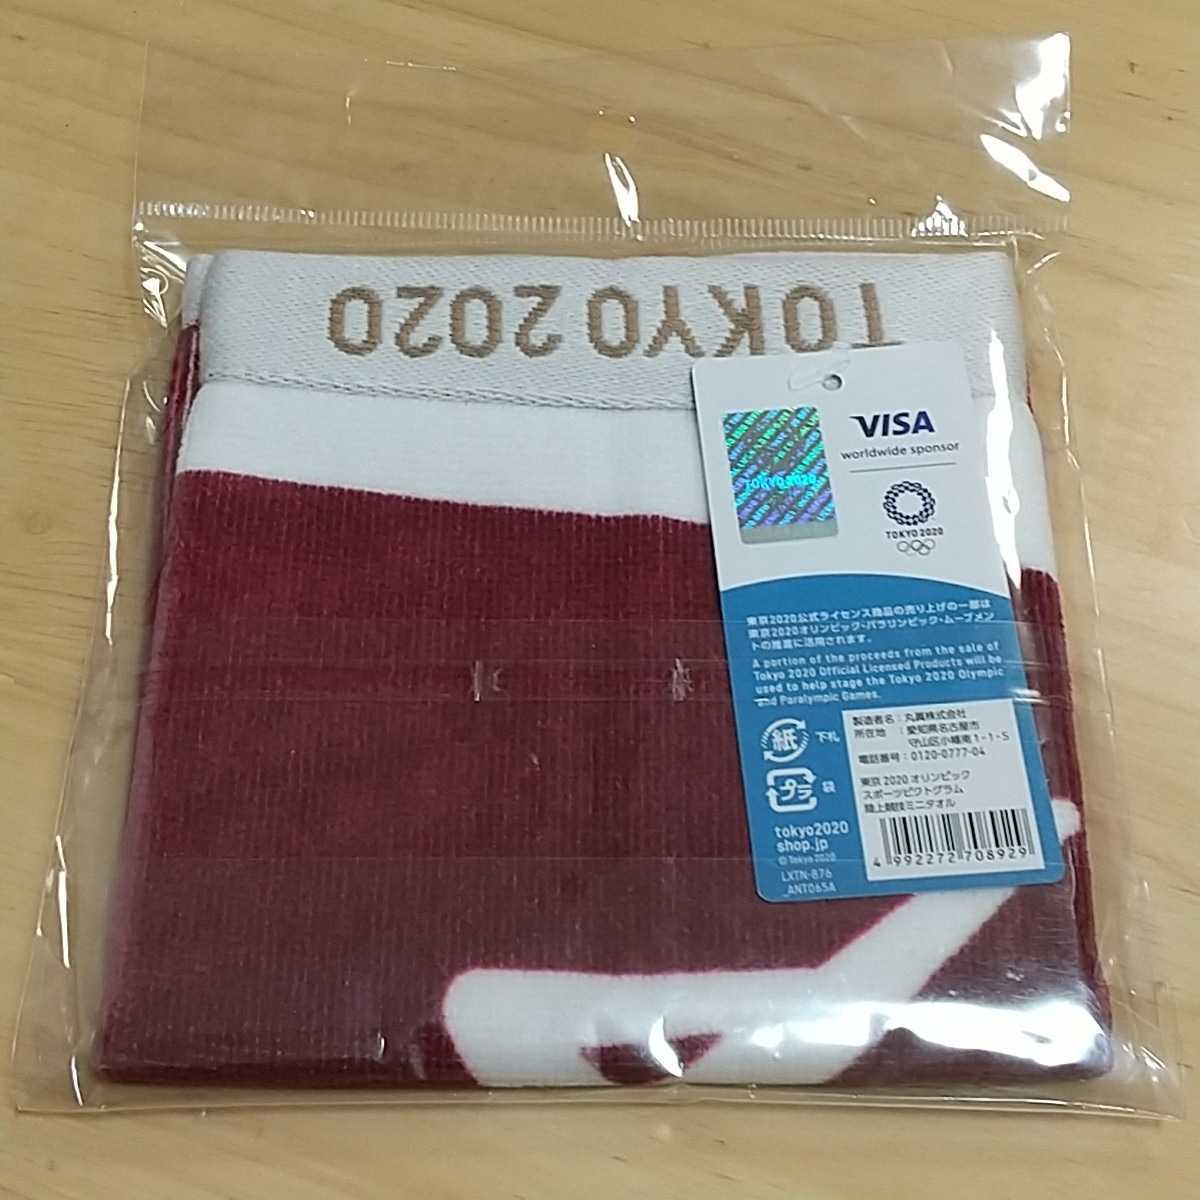 TOKYO 2020
VISA
worldwide sponsor
TOKYO 2020
TOKYO 2020
東京2020公式ライセンス商品の売り上げの一部は
東京2020オリンピック・パラリンピック・ムーブメン
トの推進に活用されます。
A portion of the proceeds from the sale of
Tokyo 2020 Official Licensed Products will be
used to help stage the Tokyo 2020 Olympic
and Paralympic Games.
紙 下札
プラ 袋
tokyo2020
shop.jp
©Tokyo 2020
LXTN-876
_ANT065A
製造者名:丸眞株式会社
所在地 :愛知県名古屋市
守山区小幡南1-1-5
電話番号:0120-0777-04
東京 2020 オリンピック
スポーツピクトグラム
陸上競技ミニタオル
4 992272 708929